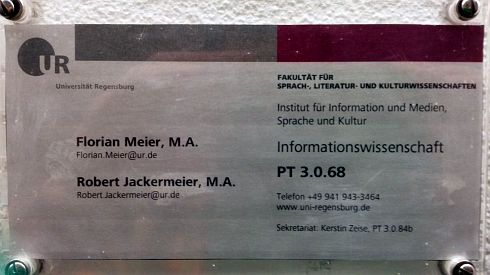 UR
Universität Regensburg
Florian Meier, M.A.
Florian.Meier@ur.de
Robert Jackermeier, M.A.
Robert.Jackermeier@ur.de
FAKULTÄT FÜR
SPRACH-, LITERATUR- UND KULTURWISSENSCHAFTEN
Institut für Information und Medien,
Sprache und Kultur
Informationswissenschaft
PT 3.0.68
Telefon +49 941 943-3464
www.uni-regensburg.de
Sekretariat: Kerstin Zeise, PT 3.0.84b